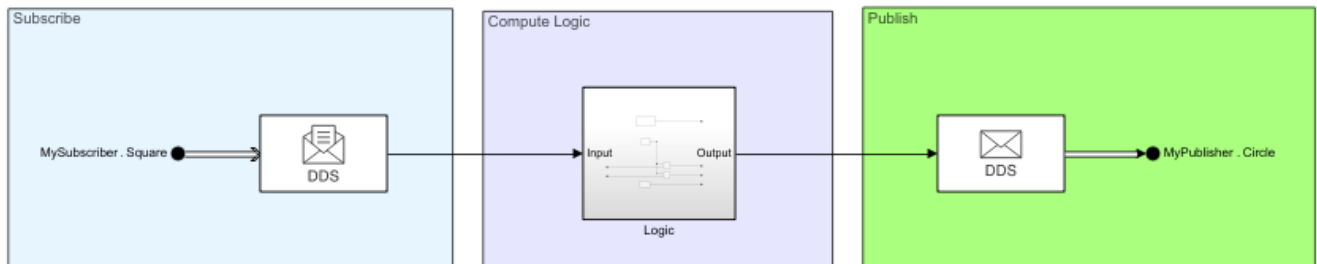 Subscribe
Compute Logic
Publish
MySubscriber . Square
DDS
Input
Output
Logic
DDS
MyPublisher . Circle